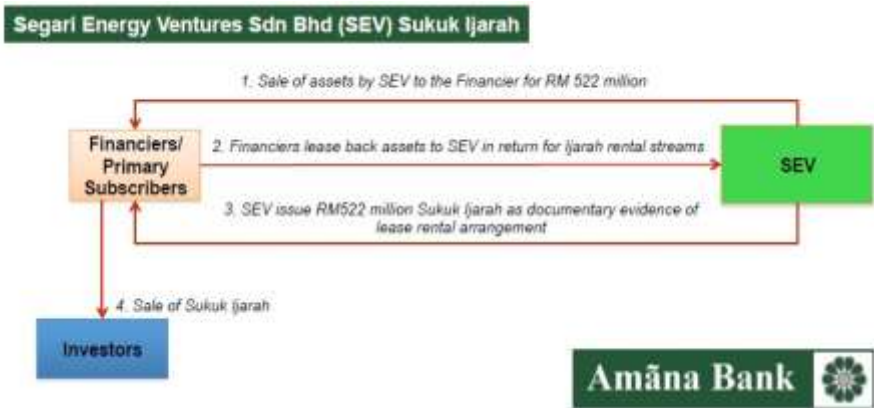 Segari Energy Ventures Sdn Bhd (SEV) Sukuk Ijarah
1. Sale of assets by SEV to the Financier for RM 522 million
Financiers/
Primary
Subscribers
2. Financiers lease back assets to SEV in return for Ijarah rental streams
SEV
3. SEV issue RM522 million Sukuk Ijarah as documentary evidence of
lease rental arrangement
4. Sale of Sukuk Ijarah
Investors
Amãna Bank